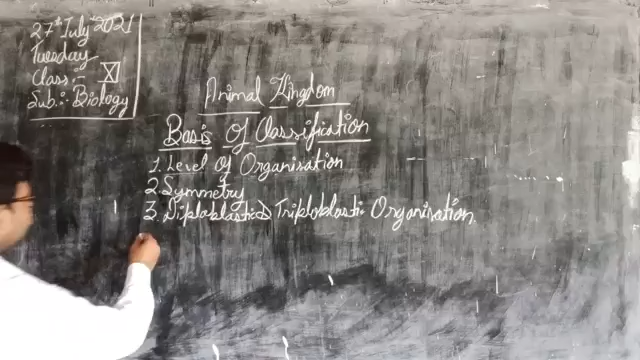 27th July 2021
Tuesday
Class:- XI
Sub:- Biology
Animal Kingdom
Basis Of Classification
1. Level Of Organisation
2. Symmetry
3. Diploblastic & Triploblastic Organisation.